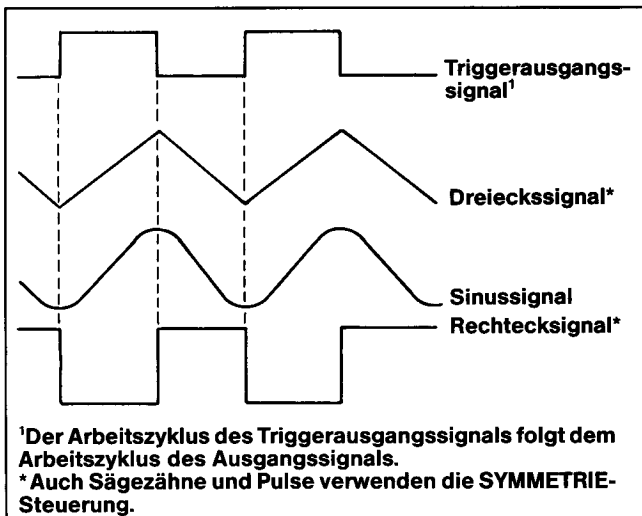 Triggerausgangs-
signal¹
Dreieckssignal*
Sinussignal
Rechtecksignal*
¹Der Arbeitszyklus des Triggerausgangssignals folgt dem
Arbeitszyklus des Ausgangssignals.
*Auch Sägezähne und Pulse verwenden die SYMMETRIE-
Steuerung.